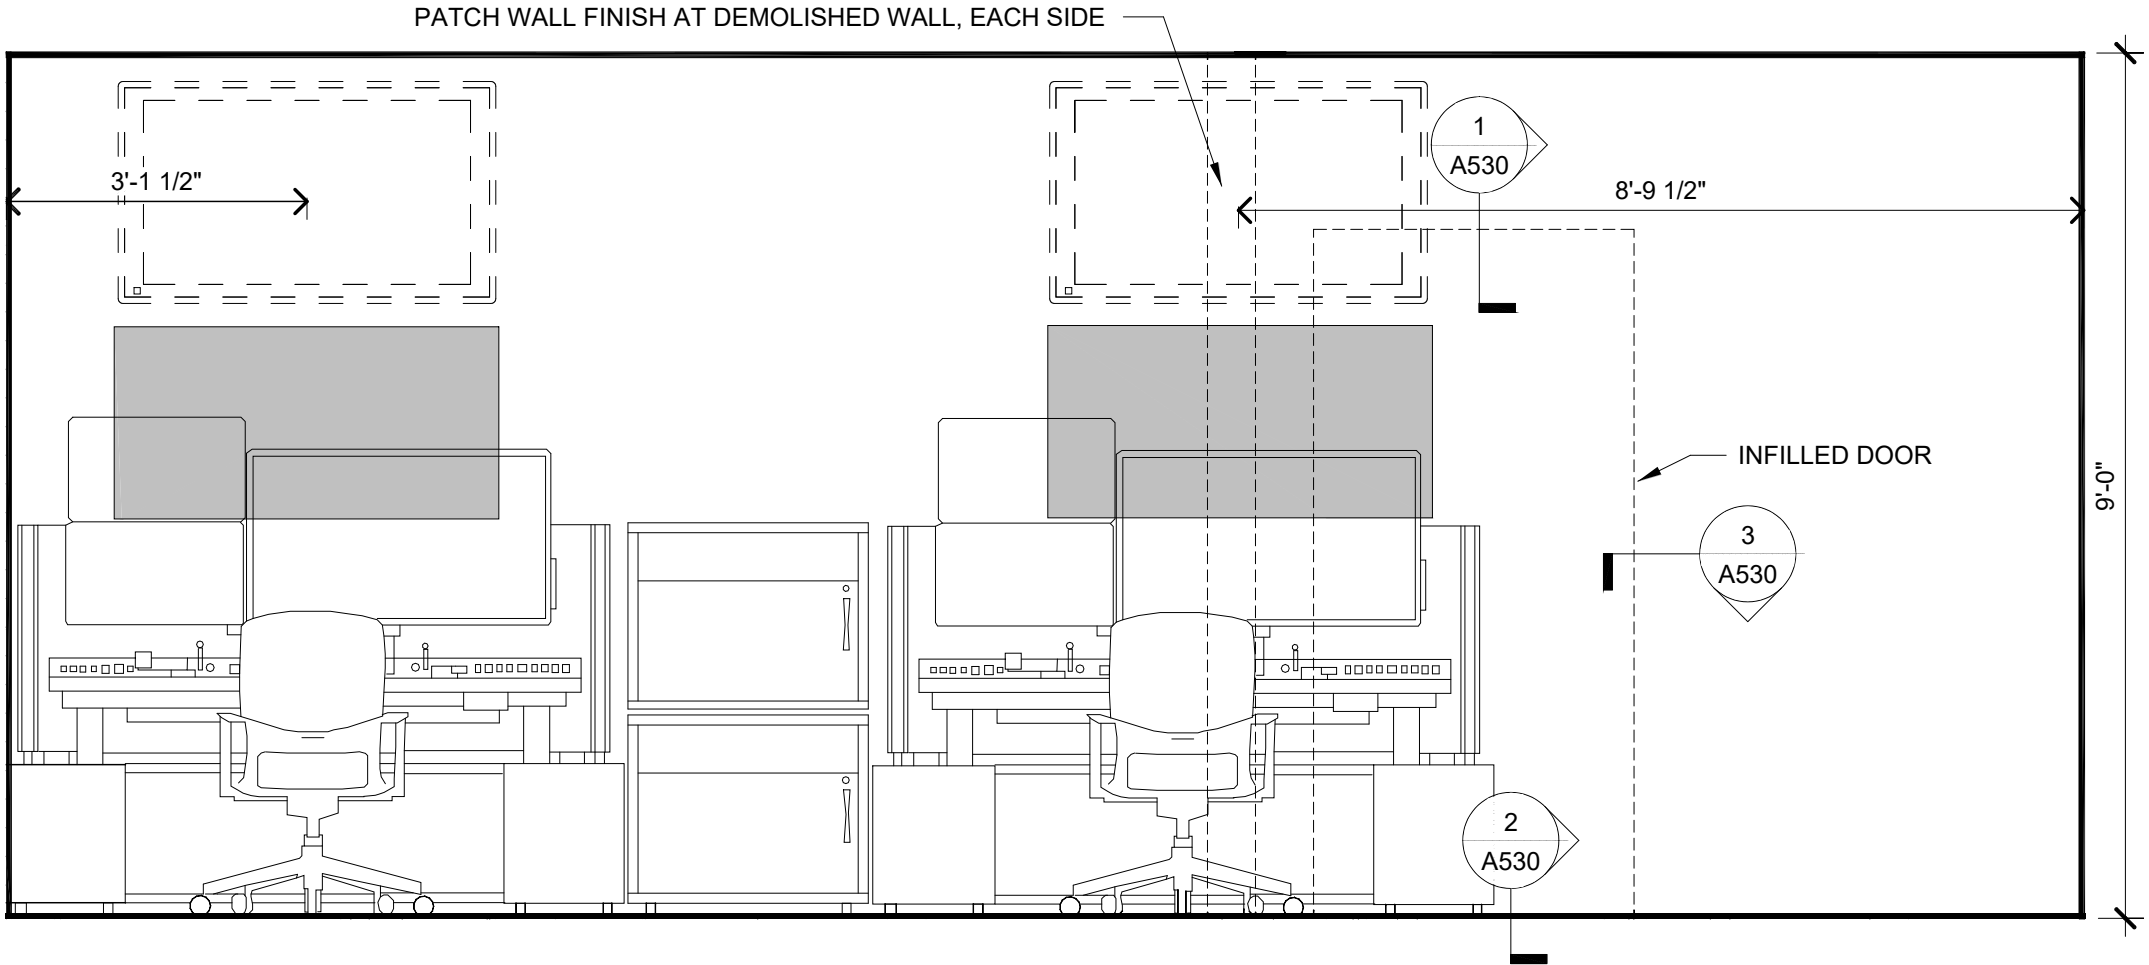 PATCH WALL FINISH AT DEMOLISHED WALL, EACH SIDE
1
A530
3'-1 1/2"
8'-9 1/2"
INFILLED DOOR
9'-0"
3
A530
2
A530